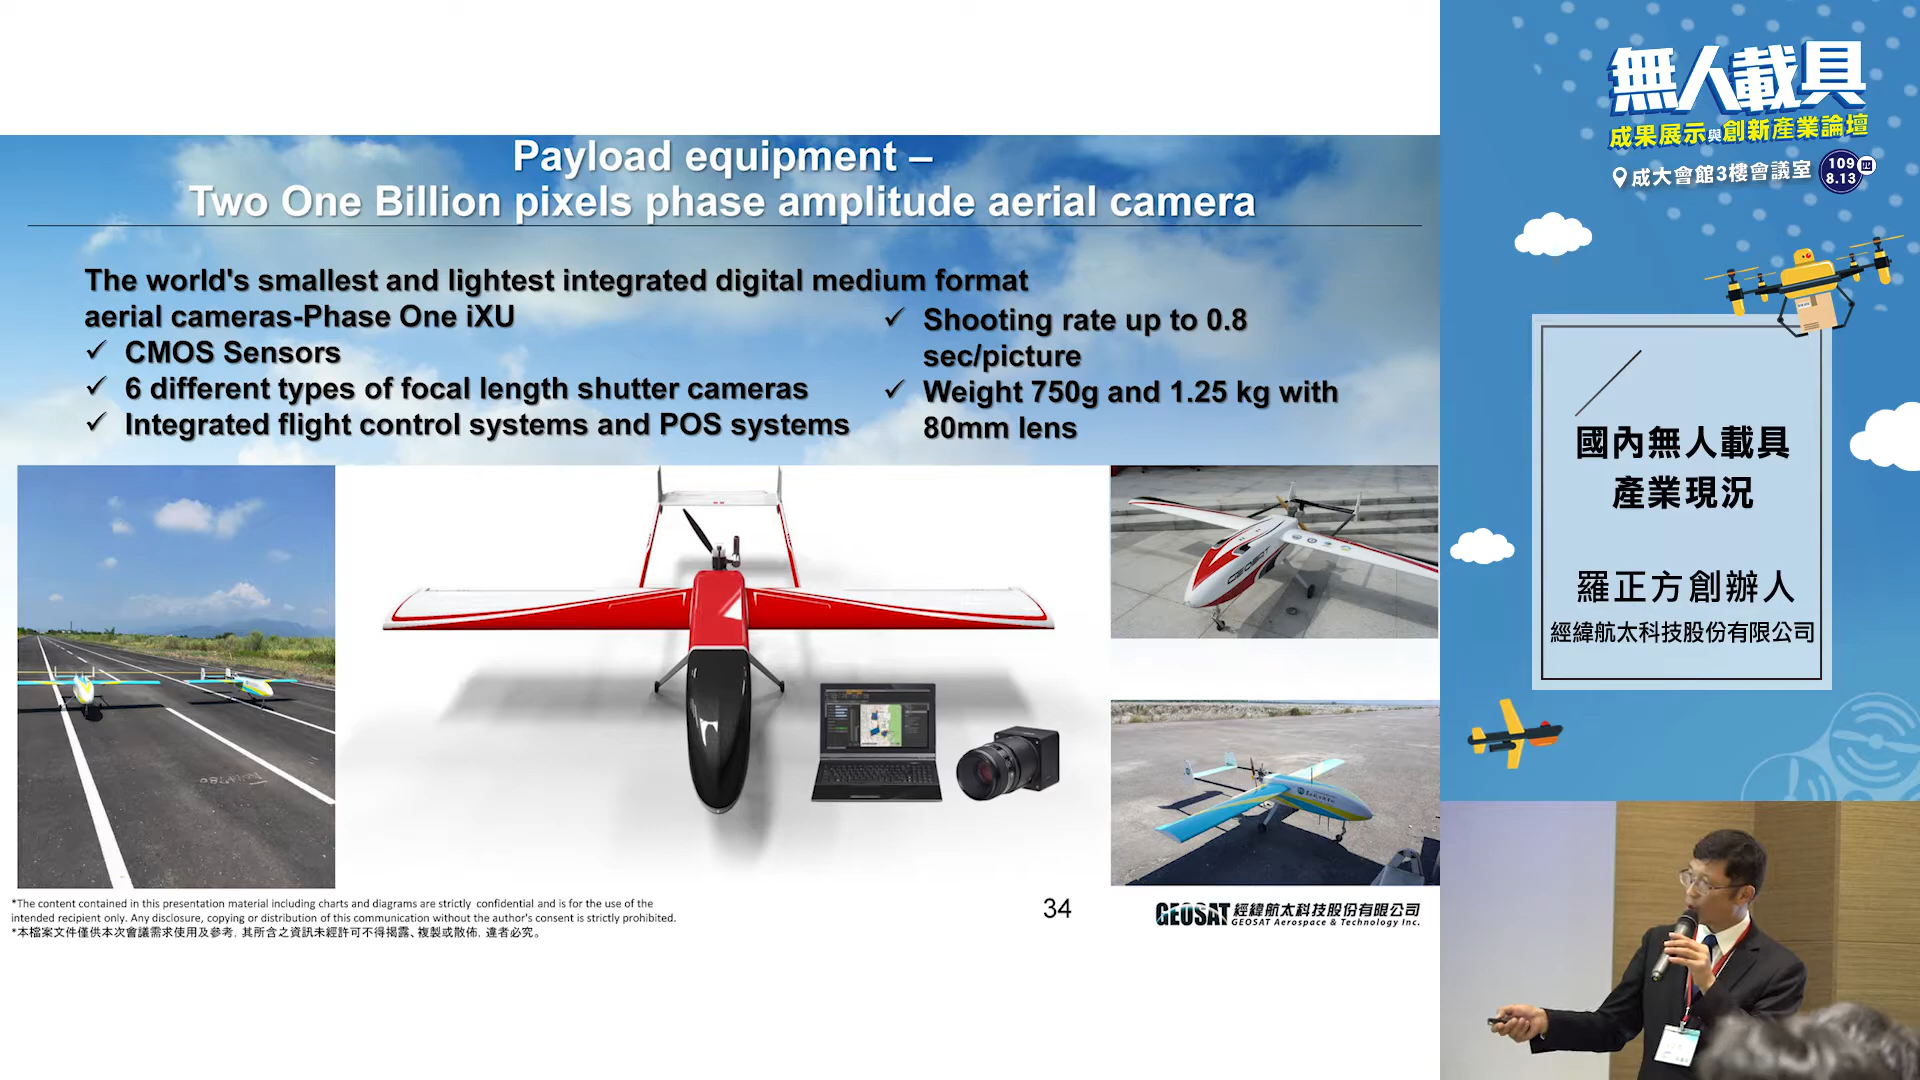 Payload equipment –
Two One Billion pixels phase amplitude aerial camera
The world's smallest and lightest integrated digital medium format
aerial cameras-Phase One iXU
✓ CMOS Sensors
✓ 6 different types of focal length shutter cameras
✓ Integrated flight control systems and POS systems
✓ Shooting rate up to 0.8
sec/picture
✓ Weight 750g and 1.25 kg with
80mm lens
GEOSAT
*The content contained in this presentation material including charts and diagrams are strictly confidential and is for the use of the
intended recipient only. Any disclosure, copying or distribution of this communication without the author's consent is strictly prohibited.
*本檔案文件僅供本次會議需求使用及參考, 其所含之資訊未經許可不得揭露、複製或散佈, 違者必究。
34
GEOSAT 經緯航太科技股份有限公司
GEOSAT Aerospace & Technology Inc.
無人載具
成果展示與創新產業論壇
成大會館3樓會議室
109
8.13
四
國內無人載具
產業現況
羅正方創辦人
經緯航太科技股份有限公司